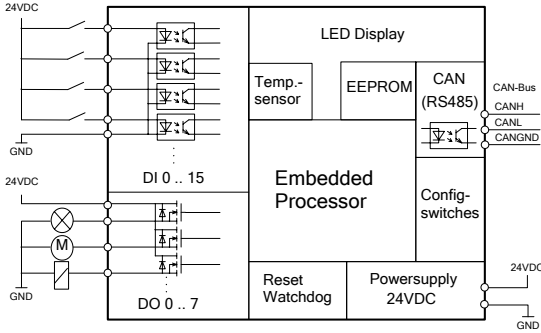 24VDC
GND
DI 0 .. 15
24VDC
M
GND
DO 0 .. 7
LED Display
Temp.-
sensor
EEPROM
CAN
(RS485)
CAN-Bus
CANH
CANL
CANGND
Embedded
Processor
Config-
switches
Reset
Watchdog
Powersupply
24VDC
24VDC
GND